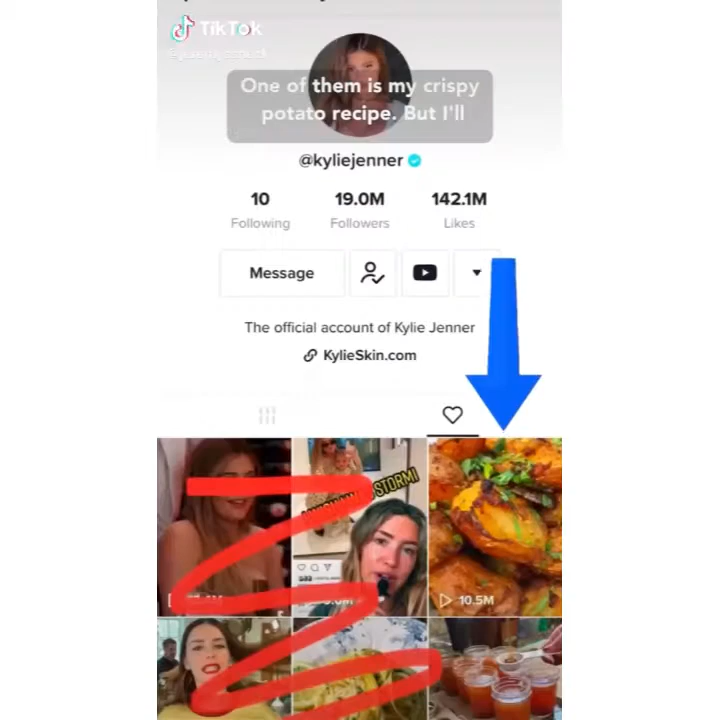 TikTok
One of them is my crispy
potato recipe. But I'll
@kyliejenner
10 19.0M 142.1M
Following Followers Likes
Message
The official account of Kylie Jenner
KylieSkin.com
STORMI
10.5M